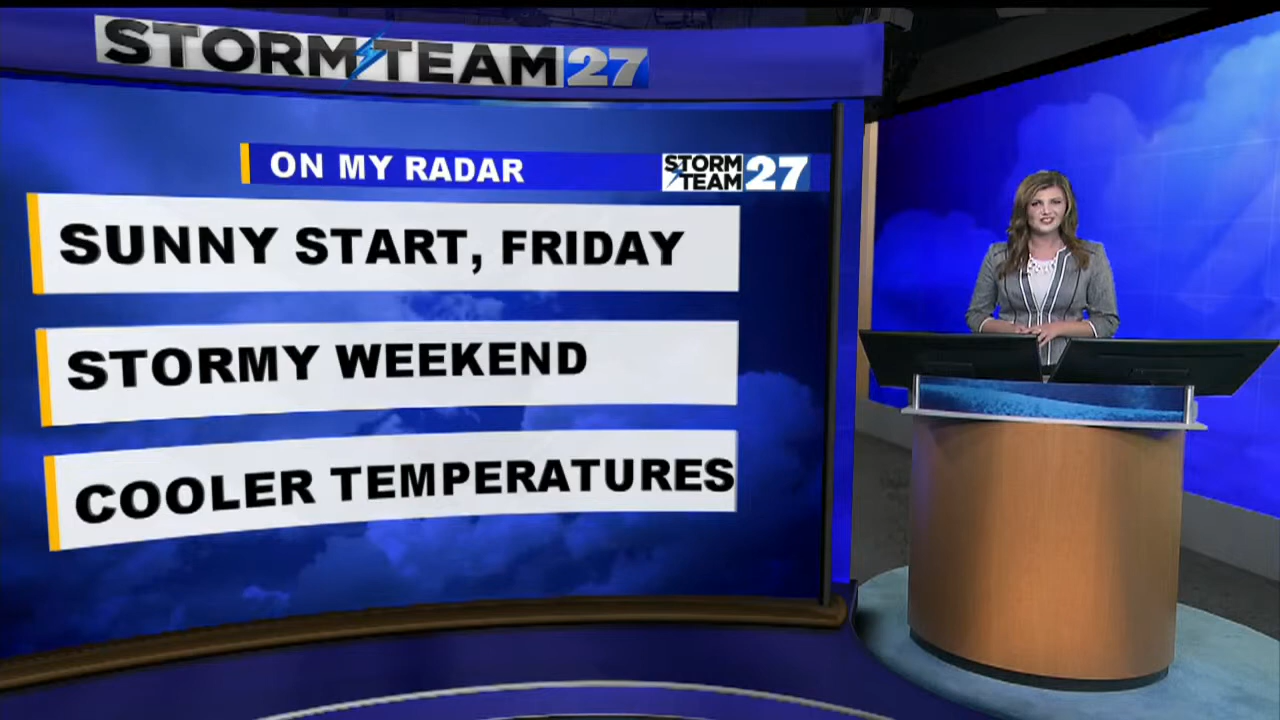 STORM TEAM 27
ON MY RADAR
STORM TEAM 27
SUNNY START, FRIDAY
STORMY WEEKEND
COOLER TEMPERATURES